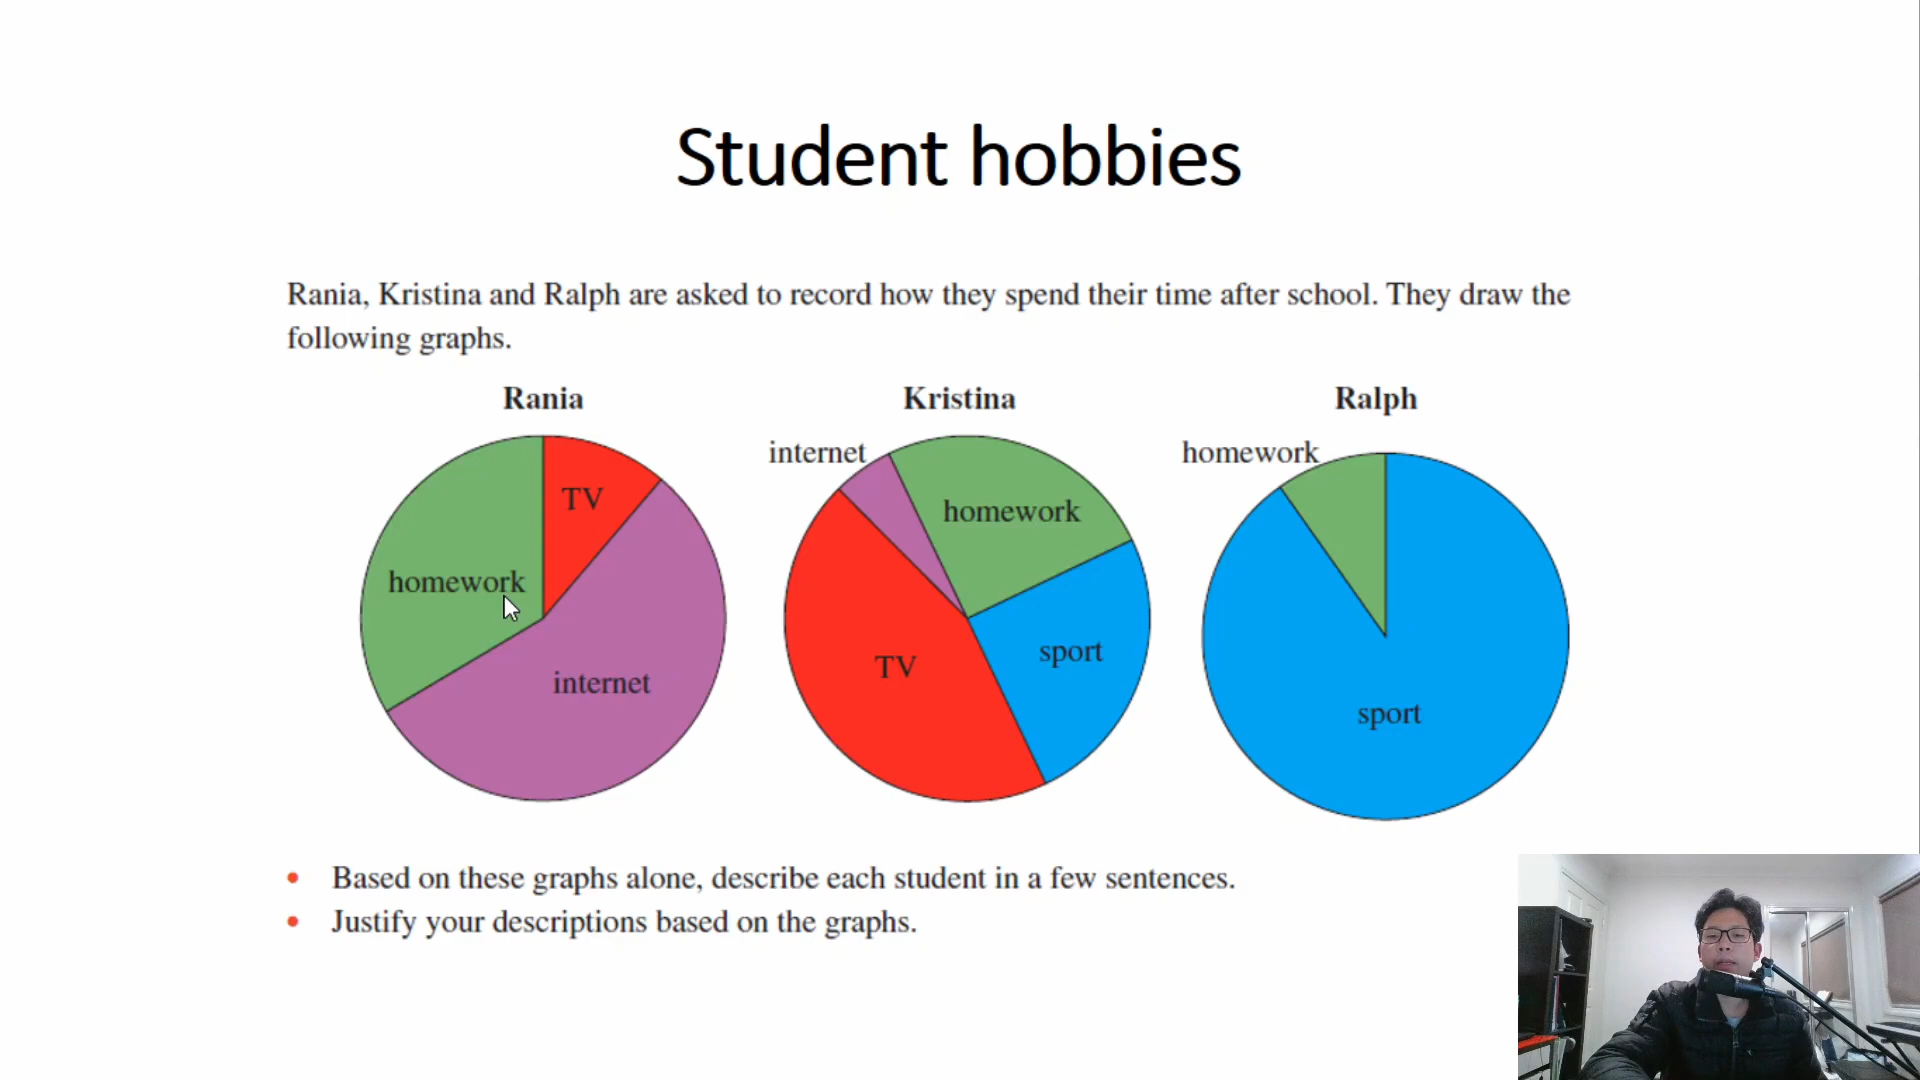 Student hobbies
Rania, Kristina and Ralph are asked to record how they spend their time after school. They draw the
following graphs.
Rania
Kristina
Ralph
TV
homework
internet
internet
homework
TV
sport
homework
sport
• Based on these graphs alone, describe each student in a few sentences.
• Justify your descriptions based on the graphs.